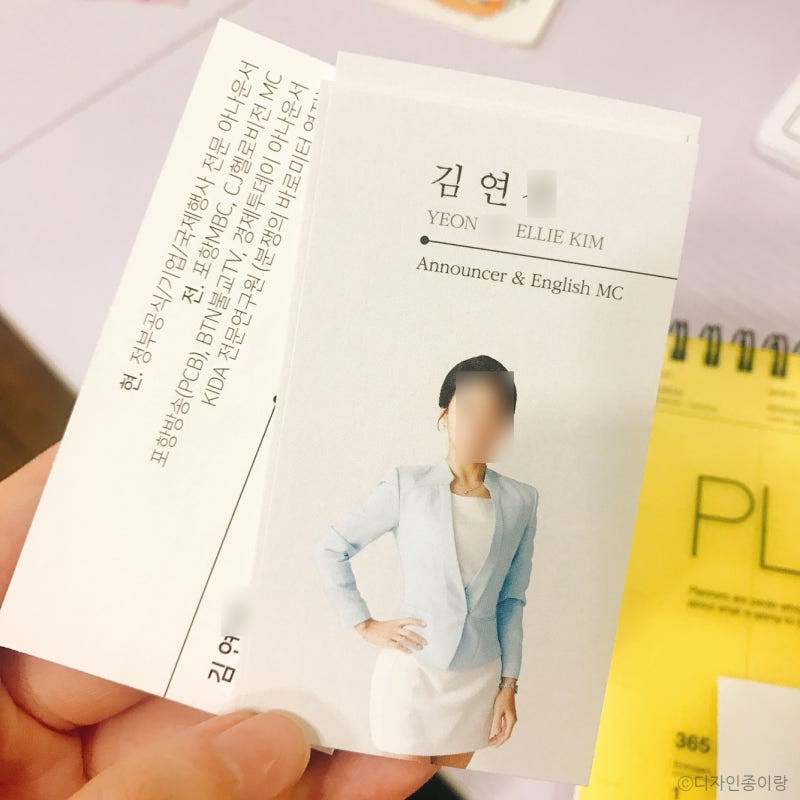 김 연
YEON ELLIE KIM
Announcer & English MC
현. 정부공식/기업/국제행사 전문 아나운서
전. 포항MBC, CJ헬로비전 MC
포항방송(PCB), BTN불교TV, 경제투데이 아나운서
KIDA 전문연구원 (분쟁의 바로미터
김 연
PL
365
©디자인종이랑